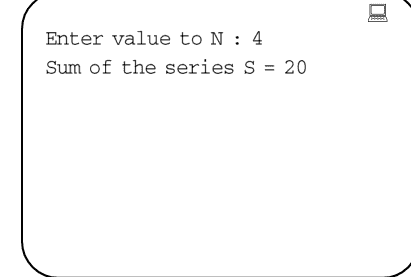 Enter value to N : 4
Sum of the series S = 20